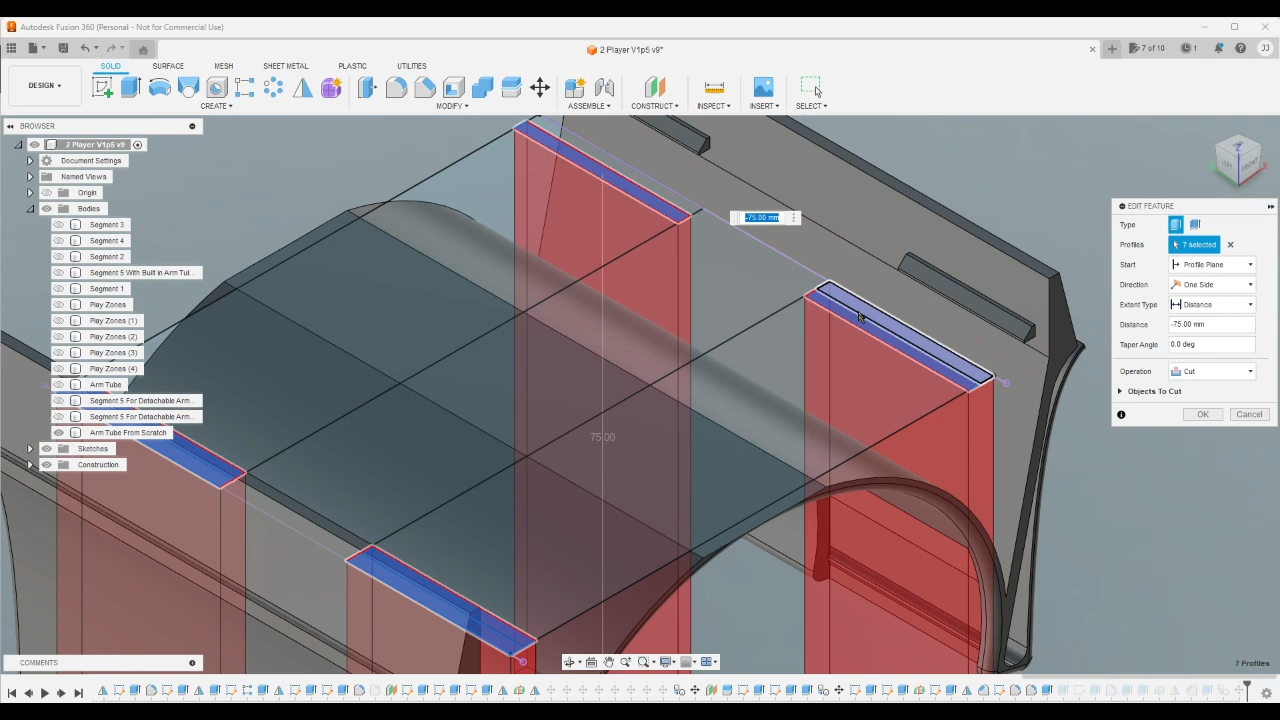 Autodesk Fusion 360 (Personal - Not for Commercial Use)
2 Player V1p5 v9*
7 of 10
1
JJ
SOLID
SURFACE
MESH
SHEET METAL
PLASTIC
UTILITIES
DESIGN
CREATE
MODIFY
ASSEMBLE
CONSTRUCT
INSPECT
INSERT
SELECT
BROWSER
2 Player V1p5 v9
Document Settings
Named Views
Origin
Bodies
Segment 3
Segment 4
Segment 2
Segment 5 With Built in Arm Tut...
Segment 1
Play Zones
Play Zones (1)
Play Zones (2)
Play Zones (3)
Play Zones (4)
Arm Tube
Segment 5 For Detachable Arm...
Segment 5 For Detachable Arm...
Arm Tube From Scratch
Sketches
Construction
-75.00 mm
75.00
Z
FRONT
EDIT FEATURE
Type
Profiles
7 selected
Start
Profile Plane
Direction
One Side
Extent Type
Distance
Distance
-75.00 mm
Taper Angle
0.0 deg
Operation
Cut
Objects To Cut
OK
Cancel
COMMENTS
7 Profiles